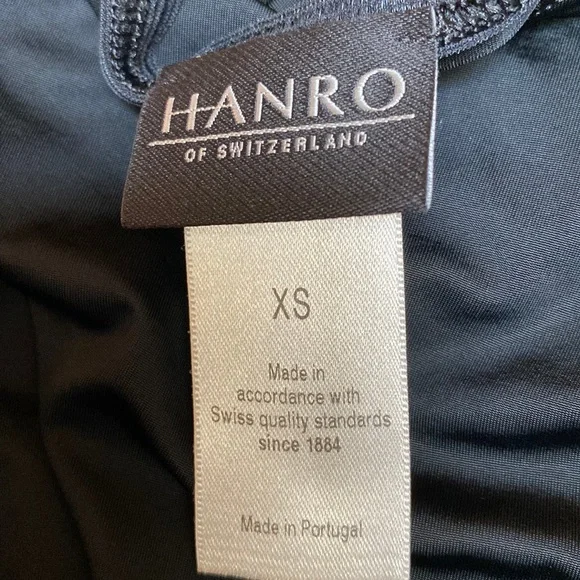 HANRO
OF SWITZERLAND
XS
Made in
accordance with
Swiss quality standards
since 1884
Made in Portugal